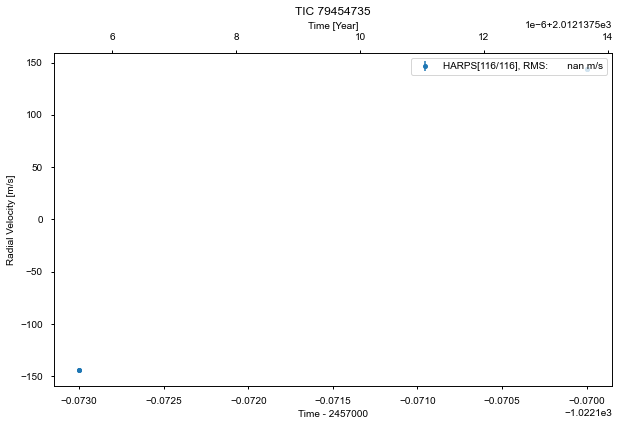 TIC 79454735
Time [Year]
1e−6+2.0121375e3
6 8 10 12 14
HARPS[116/116], RMS: nan m/s
150
100
50
0
−50
−100
−150
Radial Velocity [m/s]
−0.0730 −0.0725 −0.0720 −0.0715 −0.0710 −0.0705 −0.0700
Time - 2457000
−1.0221e3